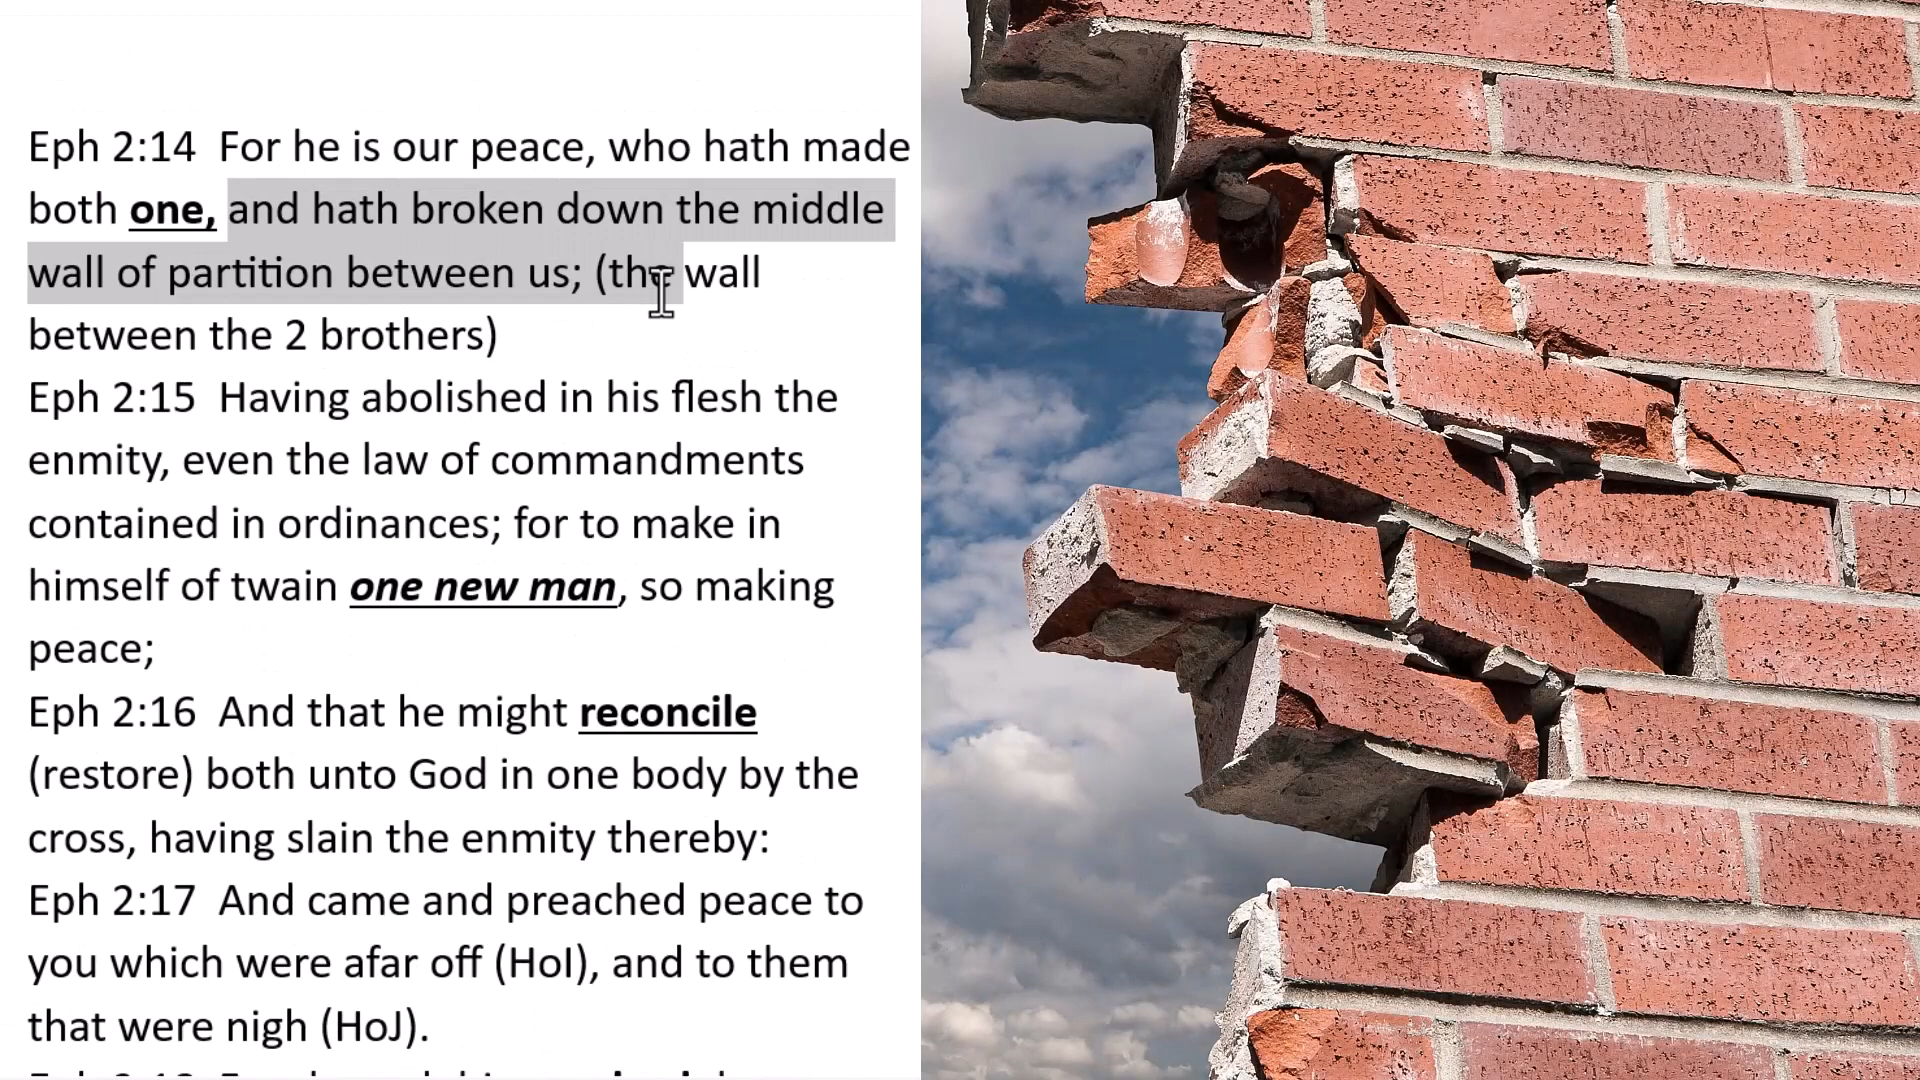 Eph 2:14  For he is our peace, who hath made
both one, and hath broken down the middle
wall of partition between us; (the wall
between the 2 brothers)
Eph 2:15  Having abolished in his flesh the
enmity, even the law of commandments
contained in ordinances; for to make in
himself of twain one new man, so making
peace;
Eph 2:16  And that he might reconcile
(restore) both unto God in one body by the
cross, having slain the enmity thereby:
Eph 2:17  And came and preached peace to
you which were afar off (HoI), and to them
that were nigh (HoJ).